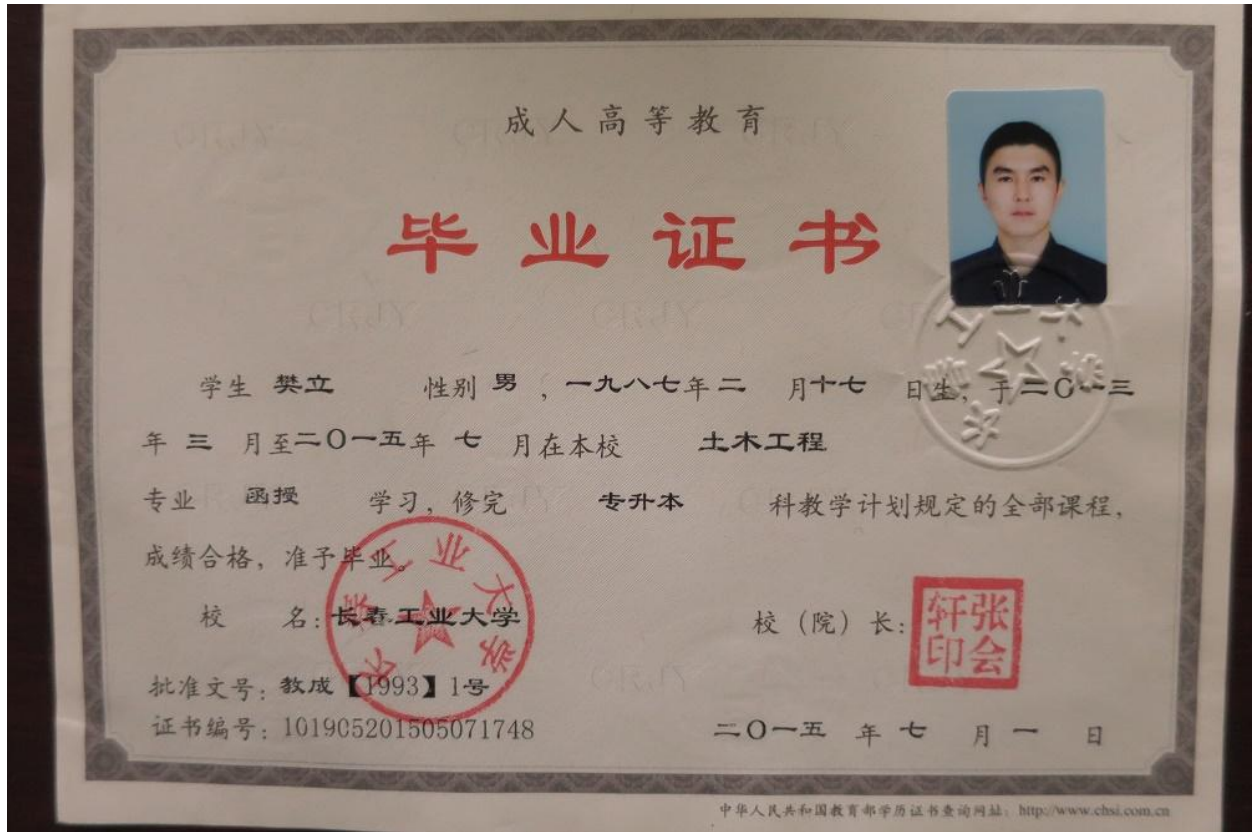 成人高等教育
毕业证书
学生 樊立 性别 男 ，一九八七年二 月十七 日生，于二〇一三
年 三 月至二〇一五年 七 月在本校 土木工程
专业 函授 学习，修完 专升本 科教学计划规定的全部课程，
成绩合格，准予毕业。
校 名：长春工业大学
校（院）长：
张会轩印
长春工业大学
批准文号：教成【1993】1号
证书编号：101905201505071748
二〇一五 年 七 月 一 日
中华人民共和国教育部学历证书查询网址：http://www.chsi.com.cn